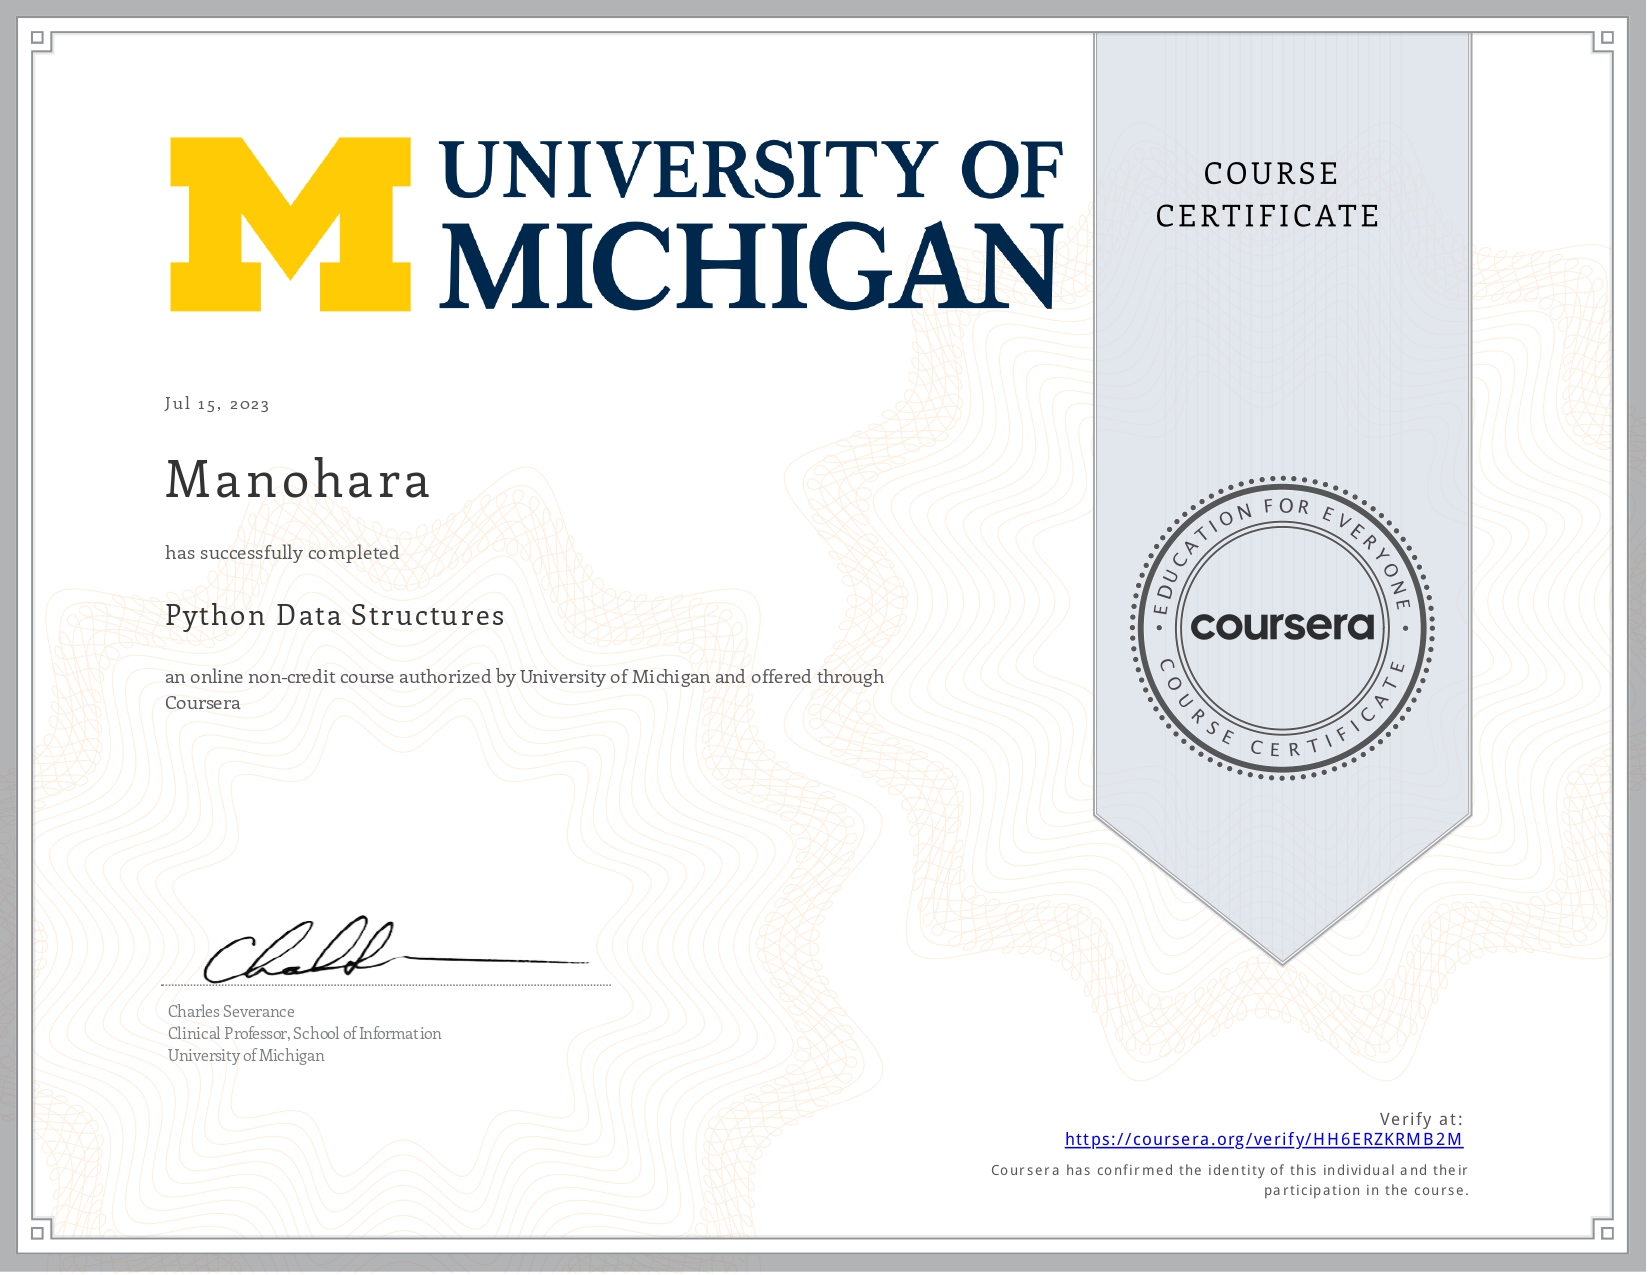 UNIVERSITY OF
MICHIGAN
COURSE
CERTIFICATE
Jul 15, 2023
Manohara
has successfully completed
Python Data Structures
an online non-credit course authorized by University of Michigan and offered through
Coursera
EDUCATION FOR EVERYONE
coursera
COURSE CERTIFICATE
Charles Severance
Clinical Professor, School of Information
University of Michigan
Verify at:
https://coursera.org/verify/HH6ERZKRMB2M
Coursera has confirmed the identity of this individual and their
participation in the course.